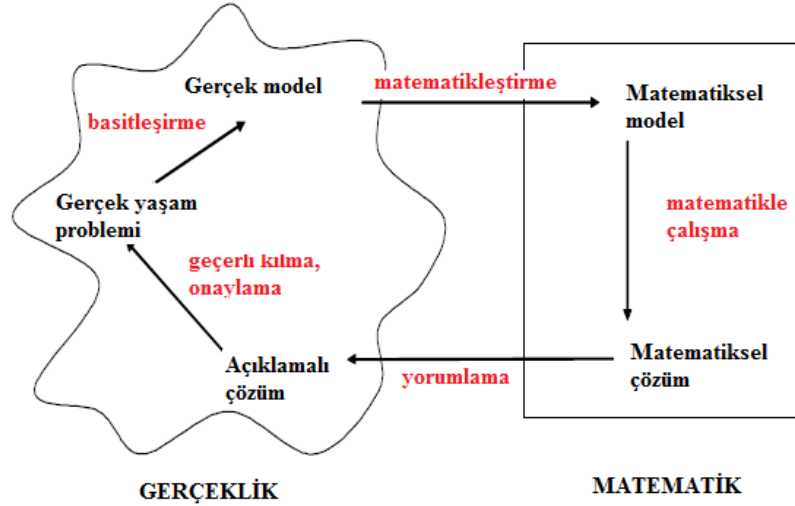 Gerçek model
matematikleştirme
Matematiksel
model
basitleşirme
Gerçek yaşam
problemi
matematikle
çalışma
geçerli kılma,
onaylama
Açıklamalı
çözüm
yorumlama
Matematiksel
çözüm
GERÇEKLİK
MATEMATİK